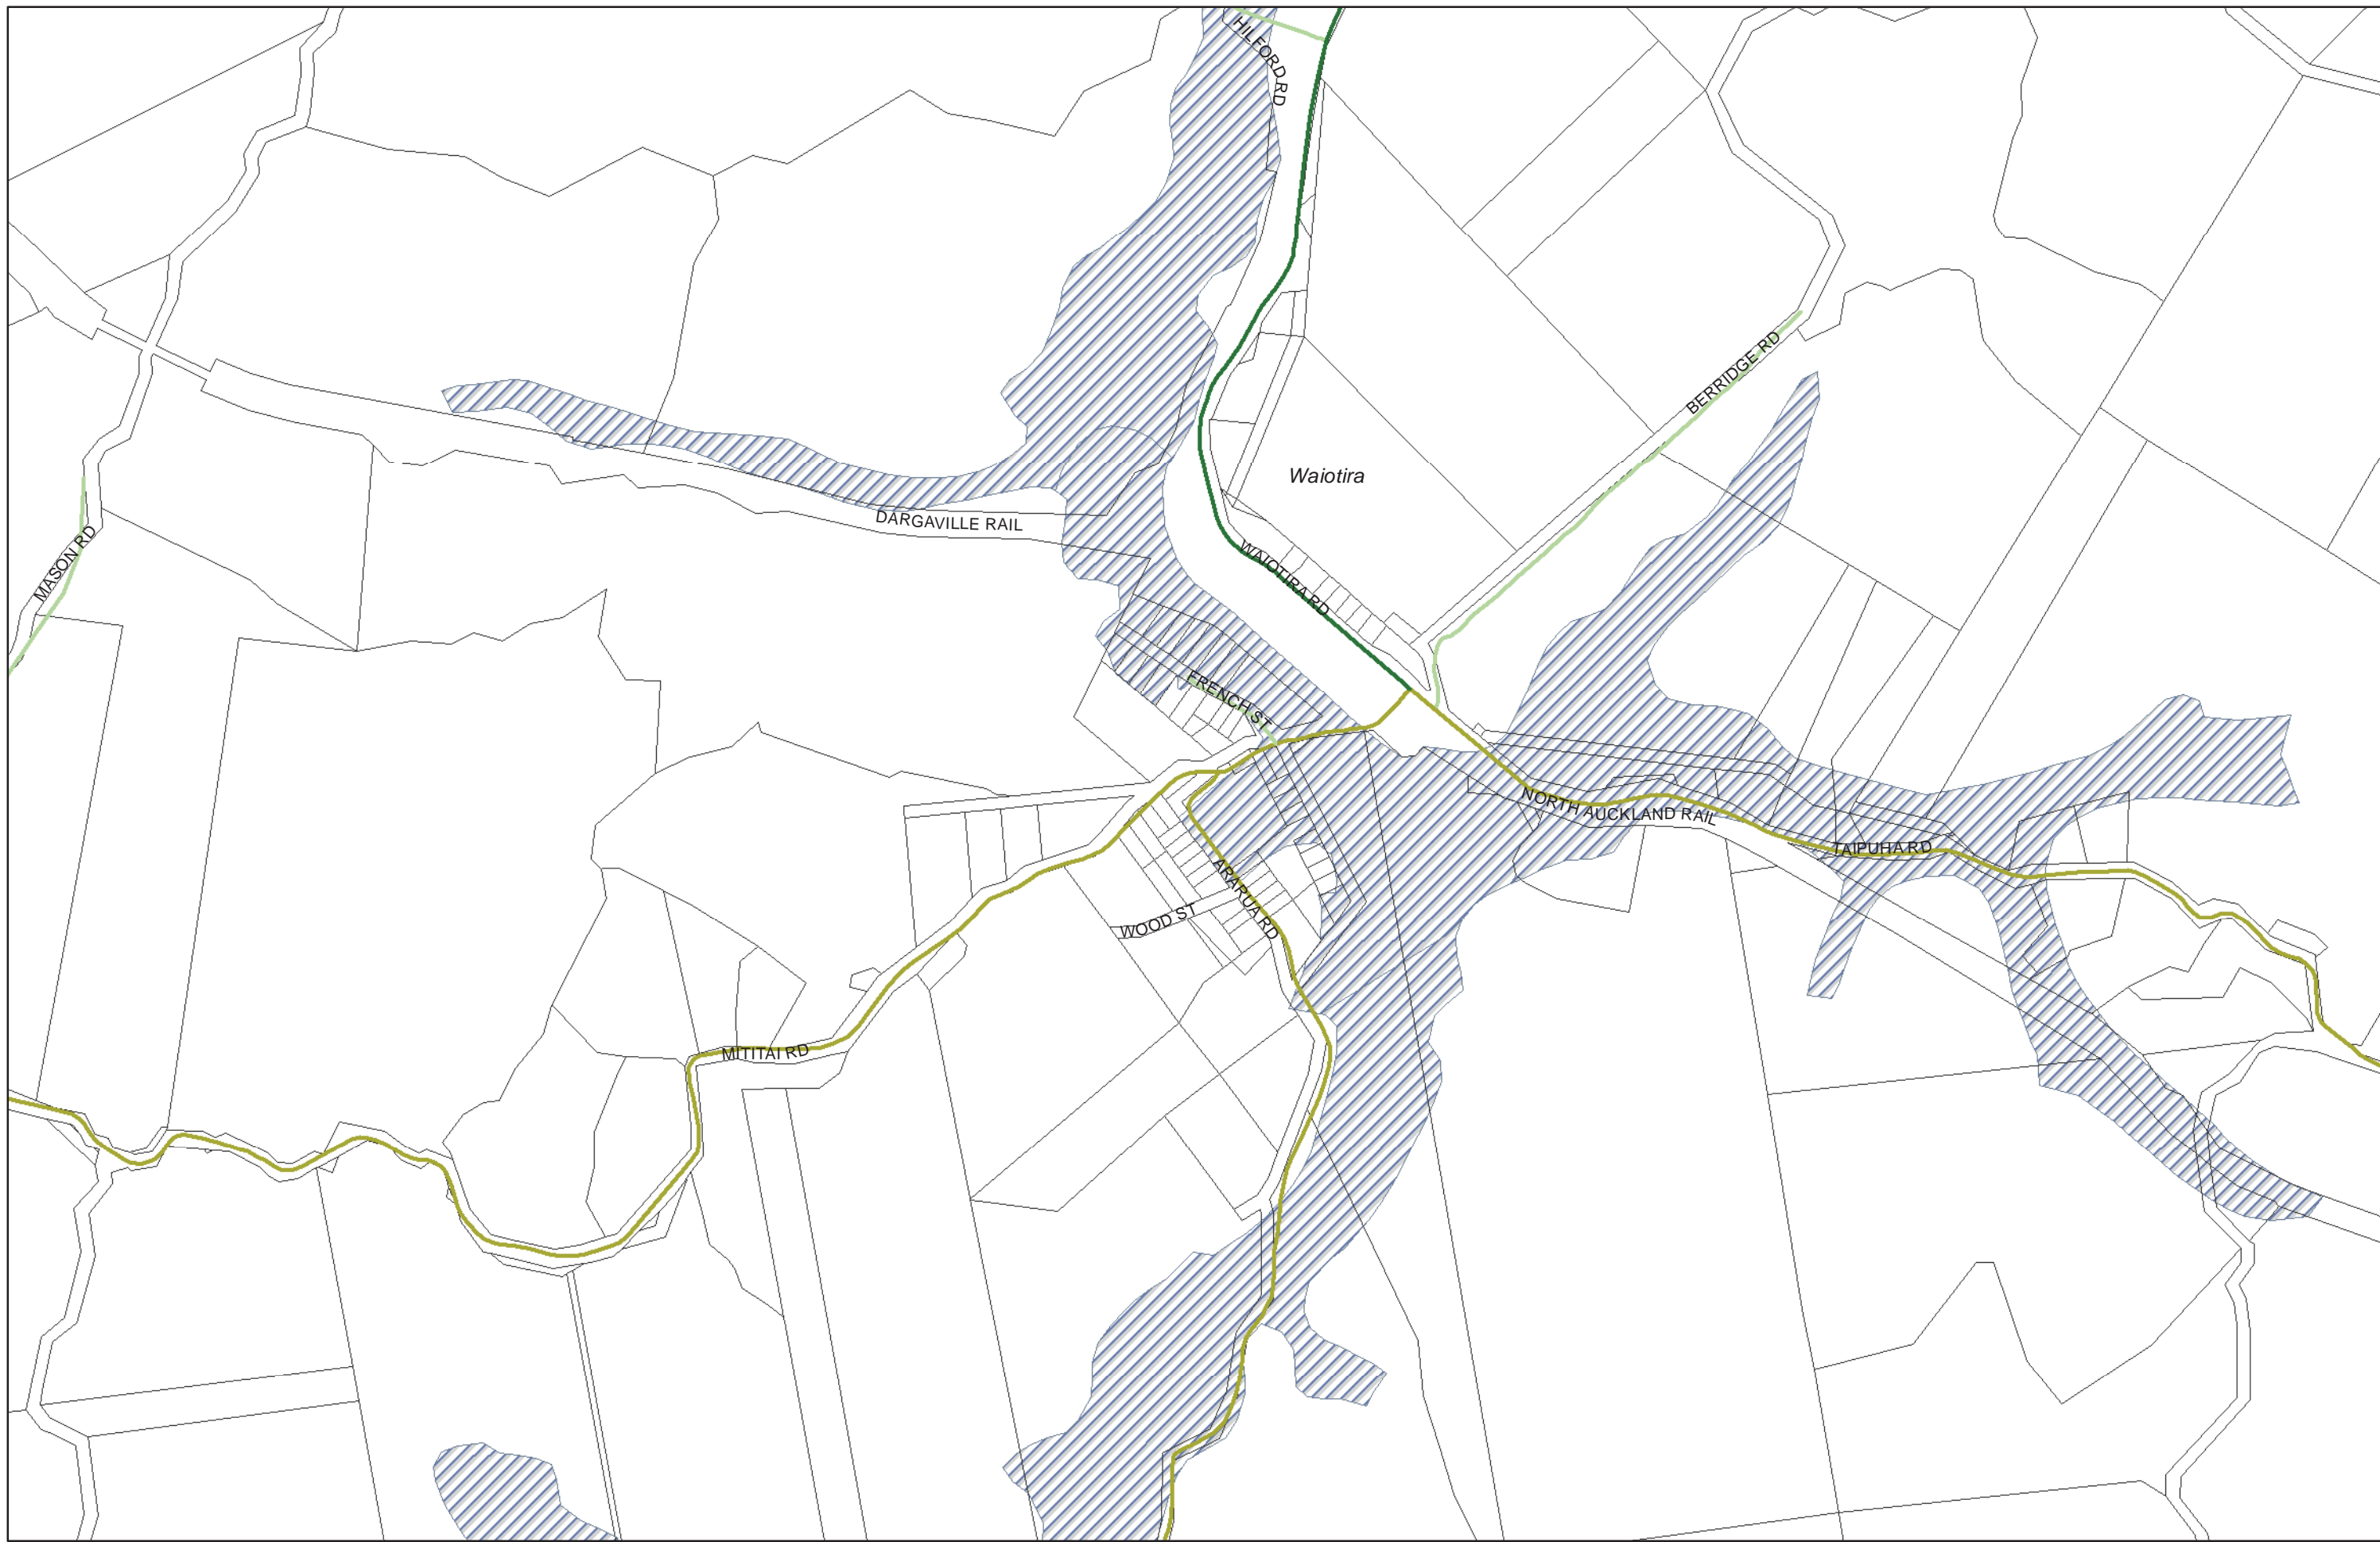 HILFORD RD
BERRIDGE RD
Waiotira
DARGAVILLE RAIL
MASON RD
WAIOTIRA RD
FRENCH ST
NORTH AUCKLAND RAIL
TAIPUHA RD
ARARUA RD
WOOD ST
MITITAI RD